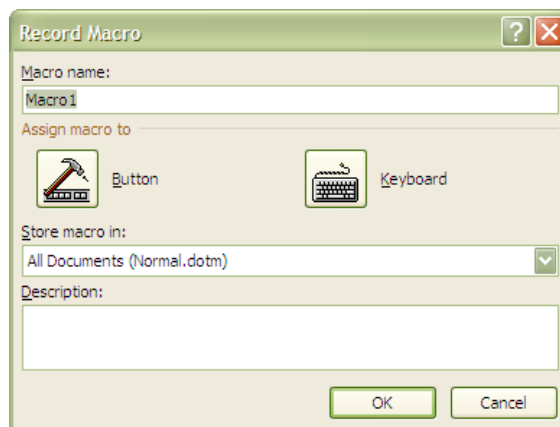 Record Macro
Macro name:
Macro1
Assign macro to
Button
Keyboard
Store macro in:
All Documents (Normal.dotm)
Description:
OK
Cancel